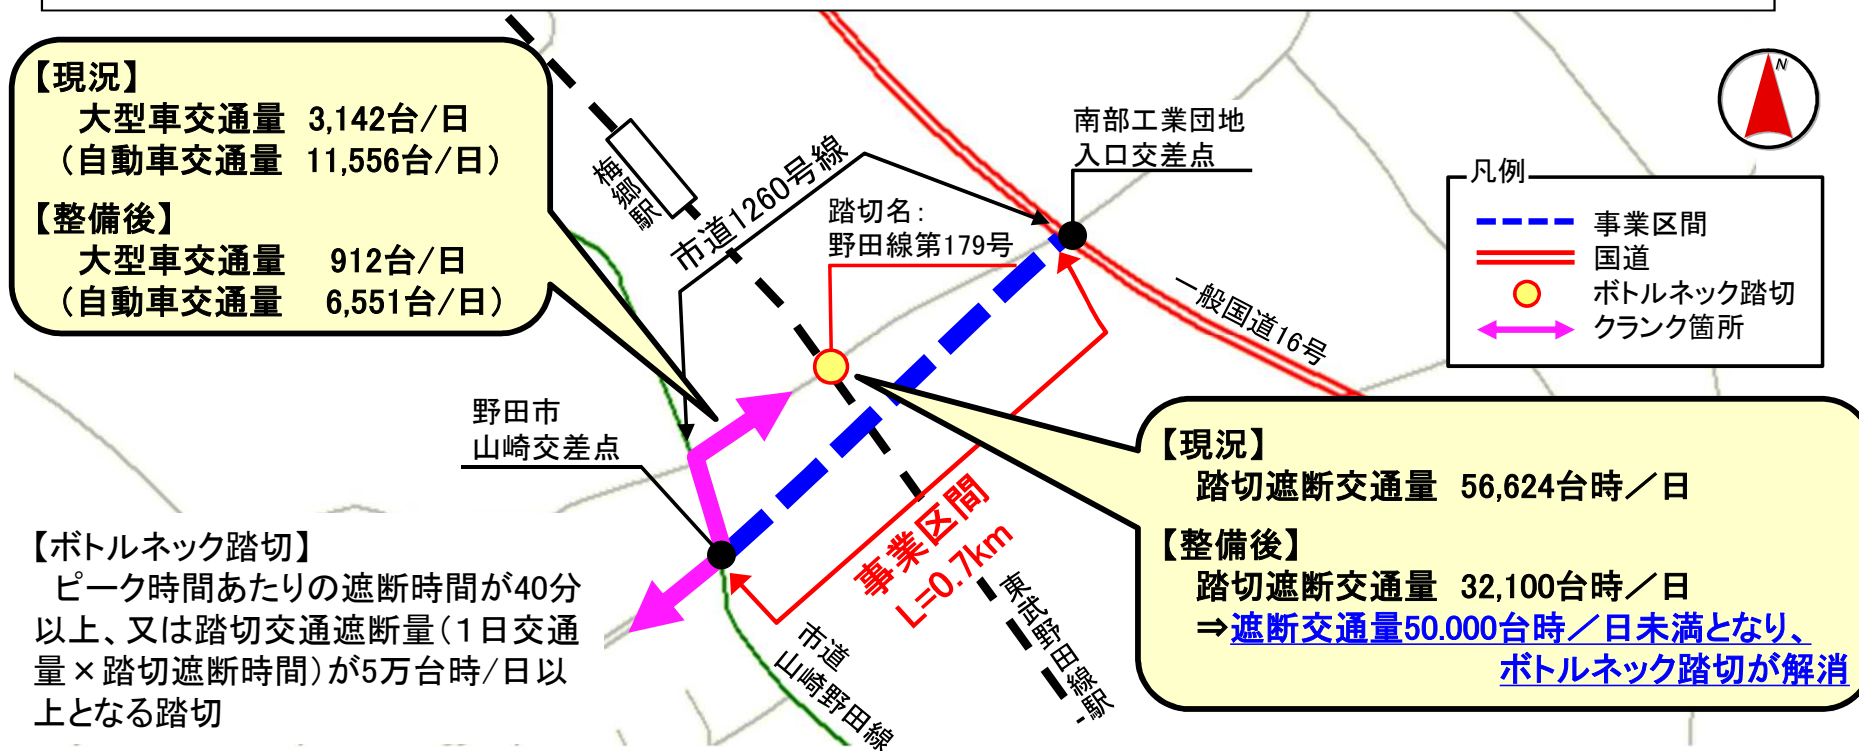 【現況】
大型車交通量 3,142台/日
（自動車交通量 11,556台/日）
【整備後】
大型車交通量 912台/日
（自動車交通量 6,551台/日）
梅郷駅
市道1260号線
踏切名：
野田線第179号
南部工業団地
入口交差点
N
凡例
事業区間
国道
ボトルネック踏切
クランク箇所
一般国道16号
野田市
山崎交差点
事業区間
L=0.7km
【現況】
踏切遮断交通量 56,624台時／日
【整備後】
踏切遮断交通量 32,100台時／日
⇒遮断交通量50.000台時／日未満となり、
ボトルネック踏切が解消
【ボトルネック踏切】
ピーク時間あたりの遮断時間が40分
以上、又は踏切交通遮断量（１日交通
量×踏切遮断時間）が5万台時/日以
上となる踏切
市道
山崎野田線
東武野田線-駅